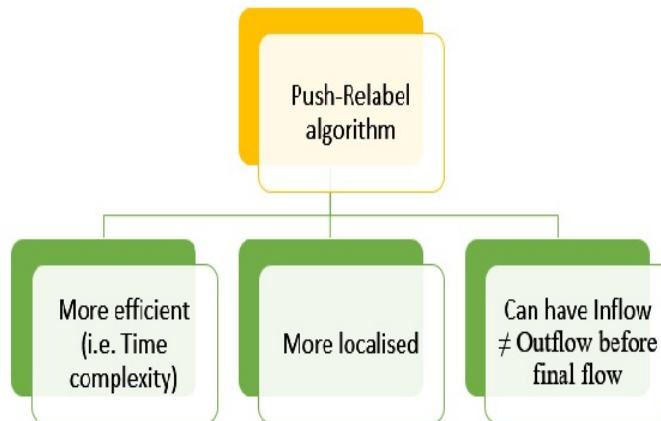 Push-Relabel
algorithm
More efficient
(i.e. Time
complexity)
More localised
Can have Inflow
≠ Outflow before
final flow